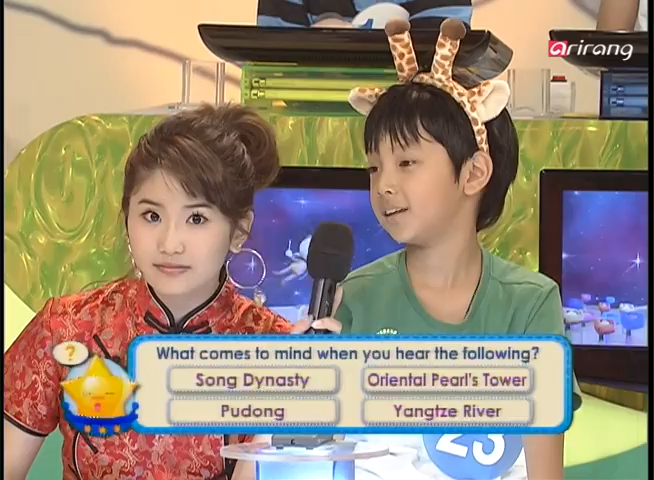 arirang
?
What comes to mind when you hear the following?
Song Dynasty
Oriental Pearl's Tower
Pudong
Yangtze River
23